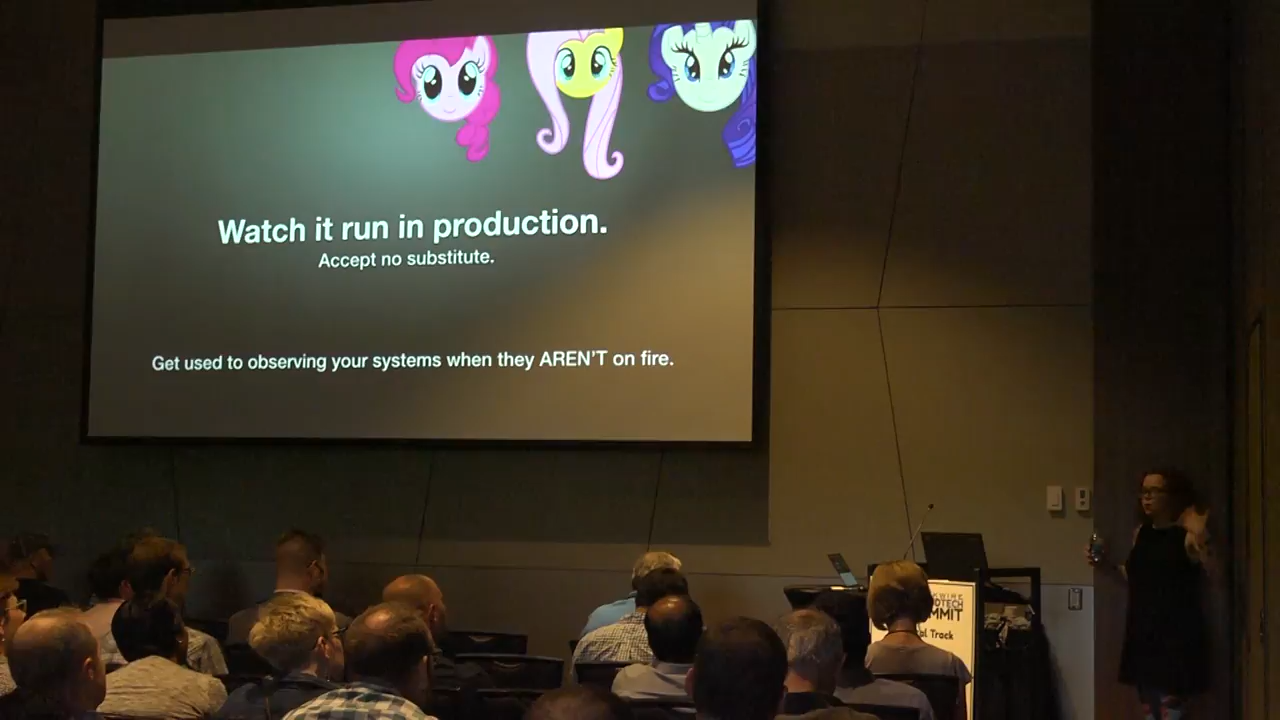 Watch it run in production.
Accept no substitute.
Get used to observing your systems when they AREN'T on fire.
Track